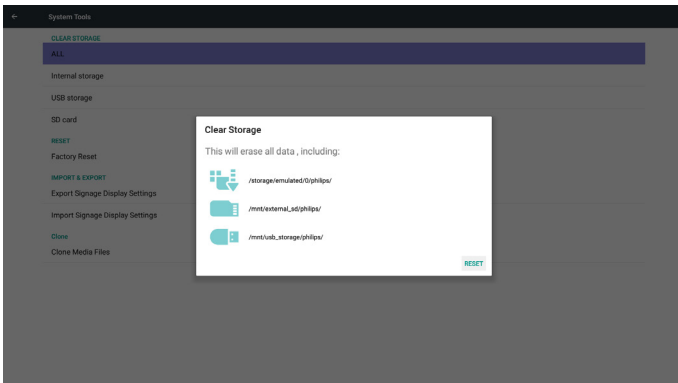 System Tools
CLEAR STORAGE
ALL
Internal storage
USB storage
SD card
RESET
Factory Reset
IMPORT & EXPORT
Export Signage Display Settings
Import Signage Display Settings
Clone
Clone Media Files
Clear Storage
This will erase all data , including:
/storage/emulated/0/philips/
/mnt/external_sd/philips/
/mnt/usb_storage/philips/
RESET